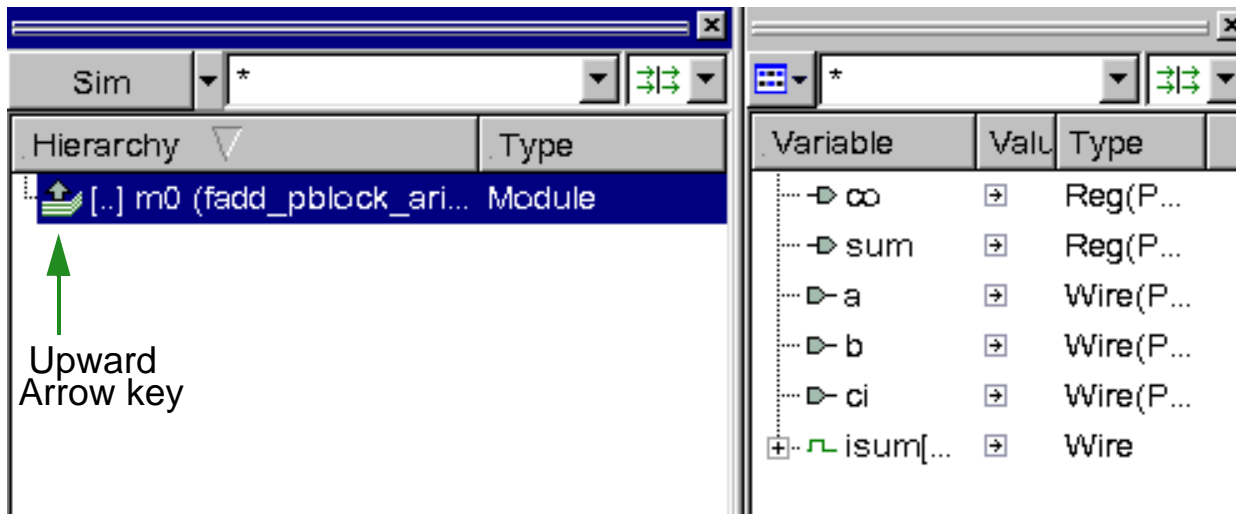 Sim * *
Hierarchy Type
[..] m0 (fadd_pblock_ari... Module
Upward
Arrow key
Variable Valu Type
co Reg(P...
sum Reg(P...
a Wire(P...
b Wire(P...
ci Wire(P...
isum[... Wire